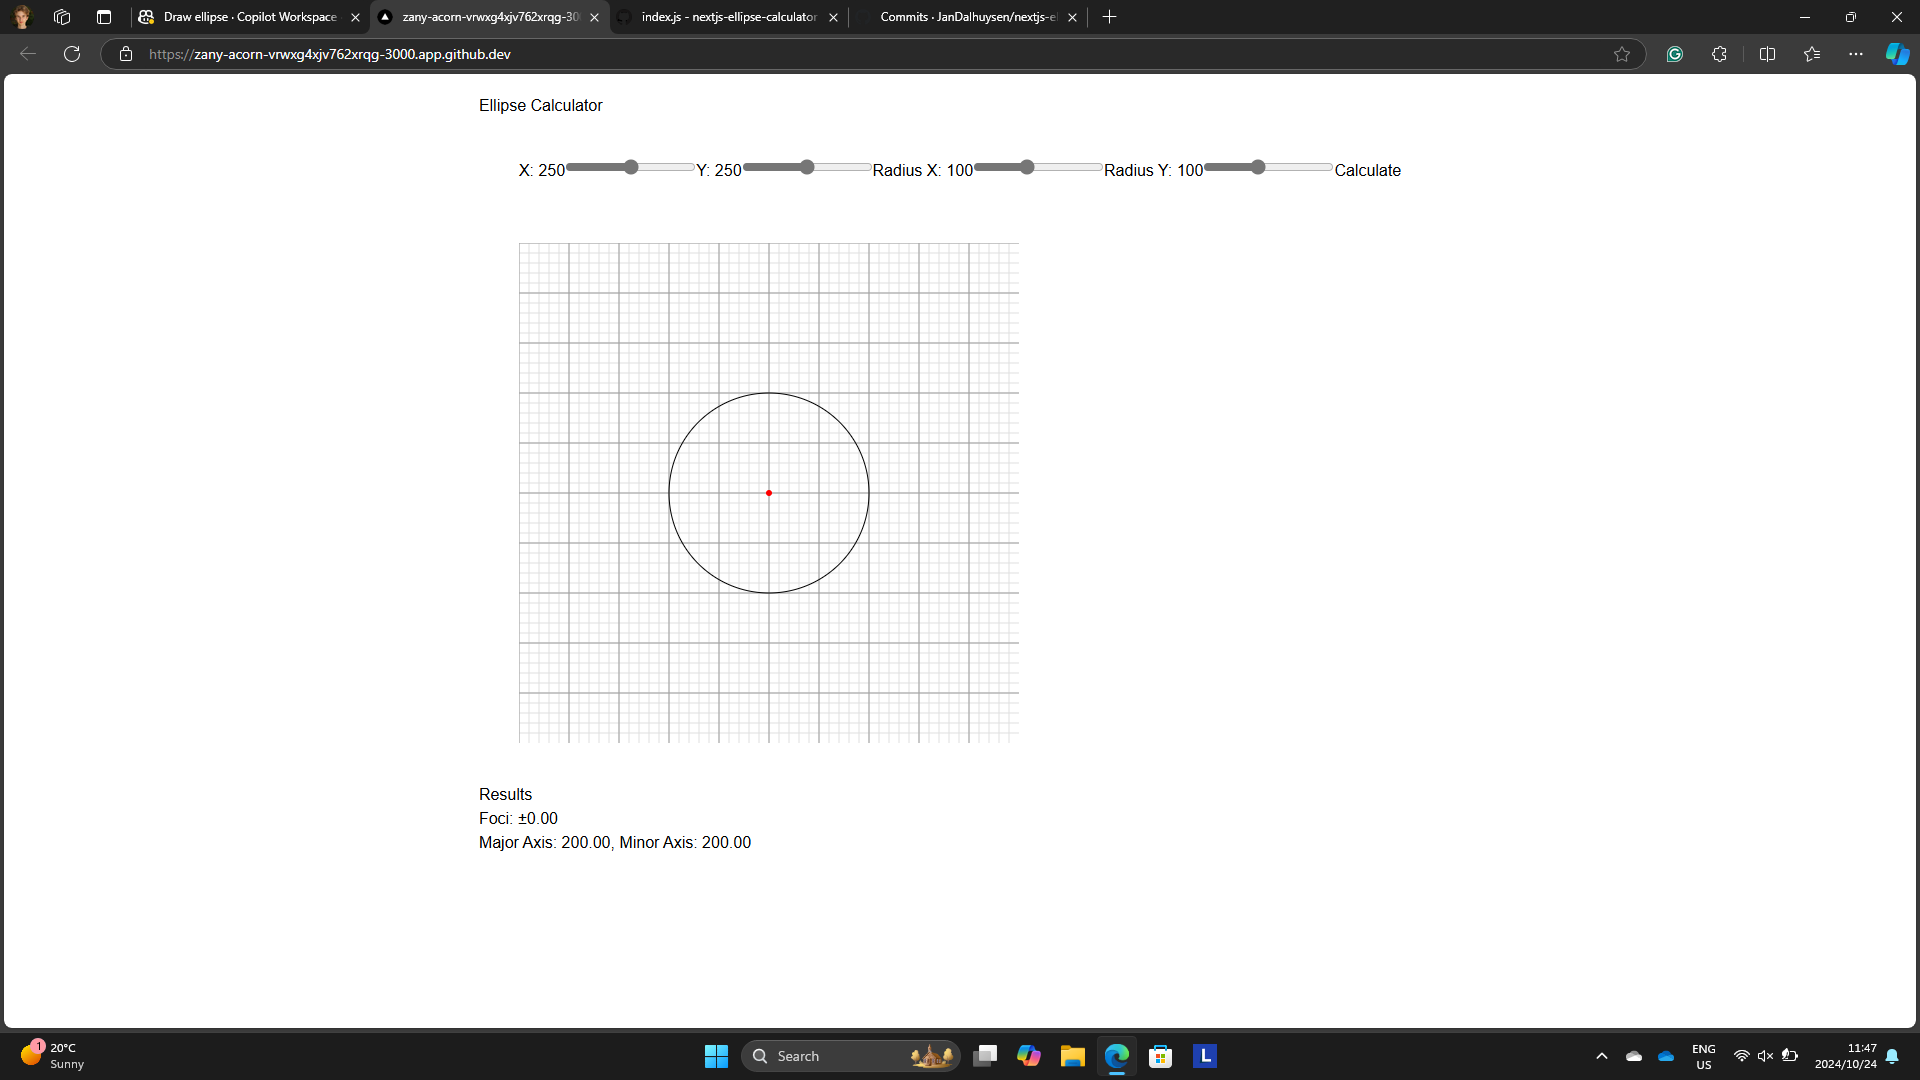 Draw ellipse · Copilot Workspace
zany-acorn-vrwxg4xjv762xrqg-30
index.js - nextjs-ellipse-calculator
Commits · JanDalhuysen/nextjs-el
https://zany-acorn-vrwxg4xjv762xrqg-3000.app.github.dev
Ellipse Calculator
X: 250 Y: 250 Radius X: 100 Radius Y: 100 Calculate
Results
Foci: ±0.00
Major Axis: 200.00, Minor Axis: 200.00
1
20°C
Sunny
Search
L
ENG
US
11:47
2024/10/24